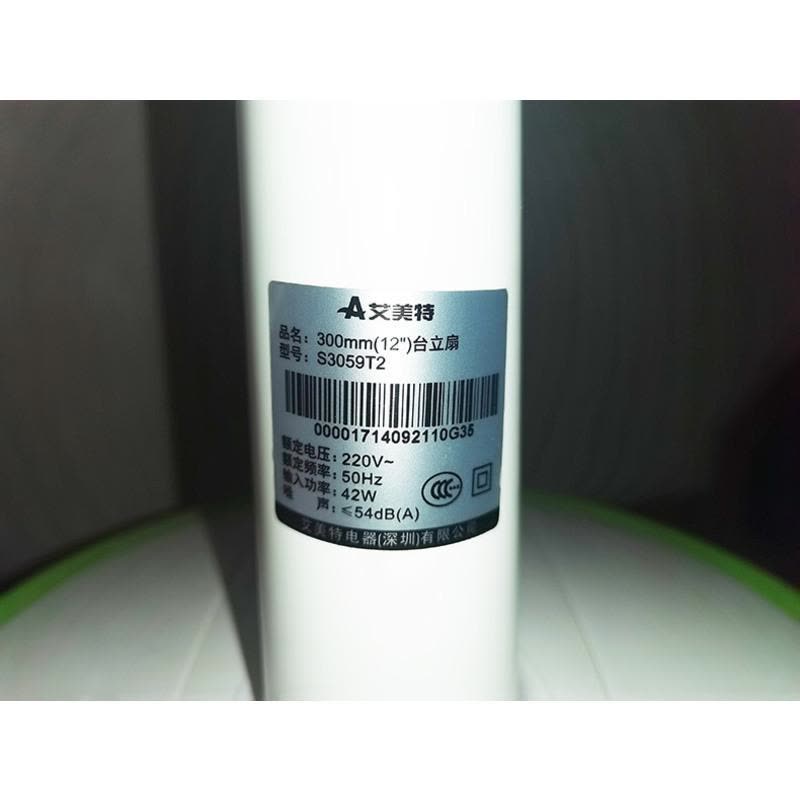 艾美特
品名：300mm(12")台立扇
型号：S3059T2
00001714092110G35
额定电压：220V~
额定频率：50Hz
输入功率：42W
噪声：≤54dB(A)
艾美特电器(深圳)有限公司